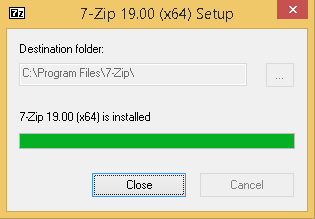 7z
7-Zip 19.00 (x64) Setup
Destination folder:
C:\Program Files\7-Zip\
...
7-Zip 19.00 (x64) is installed
Close
Cancel